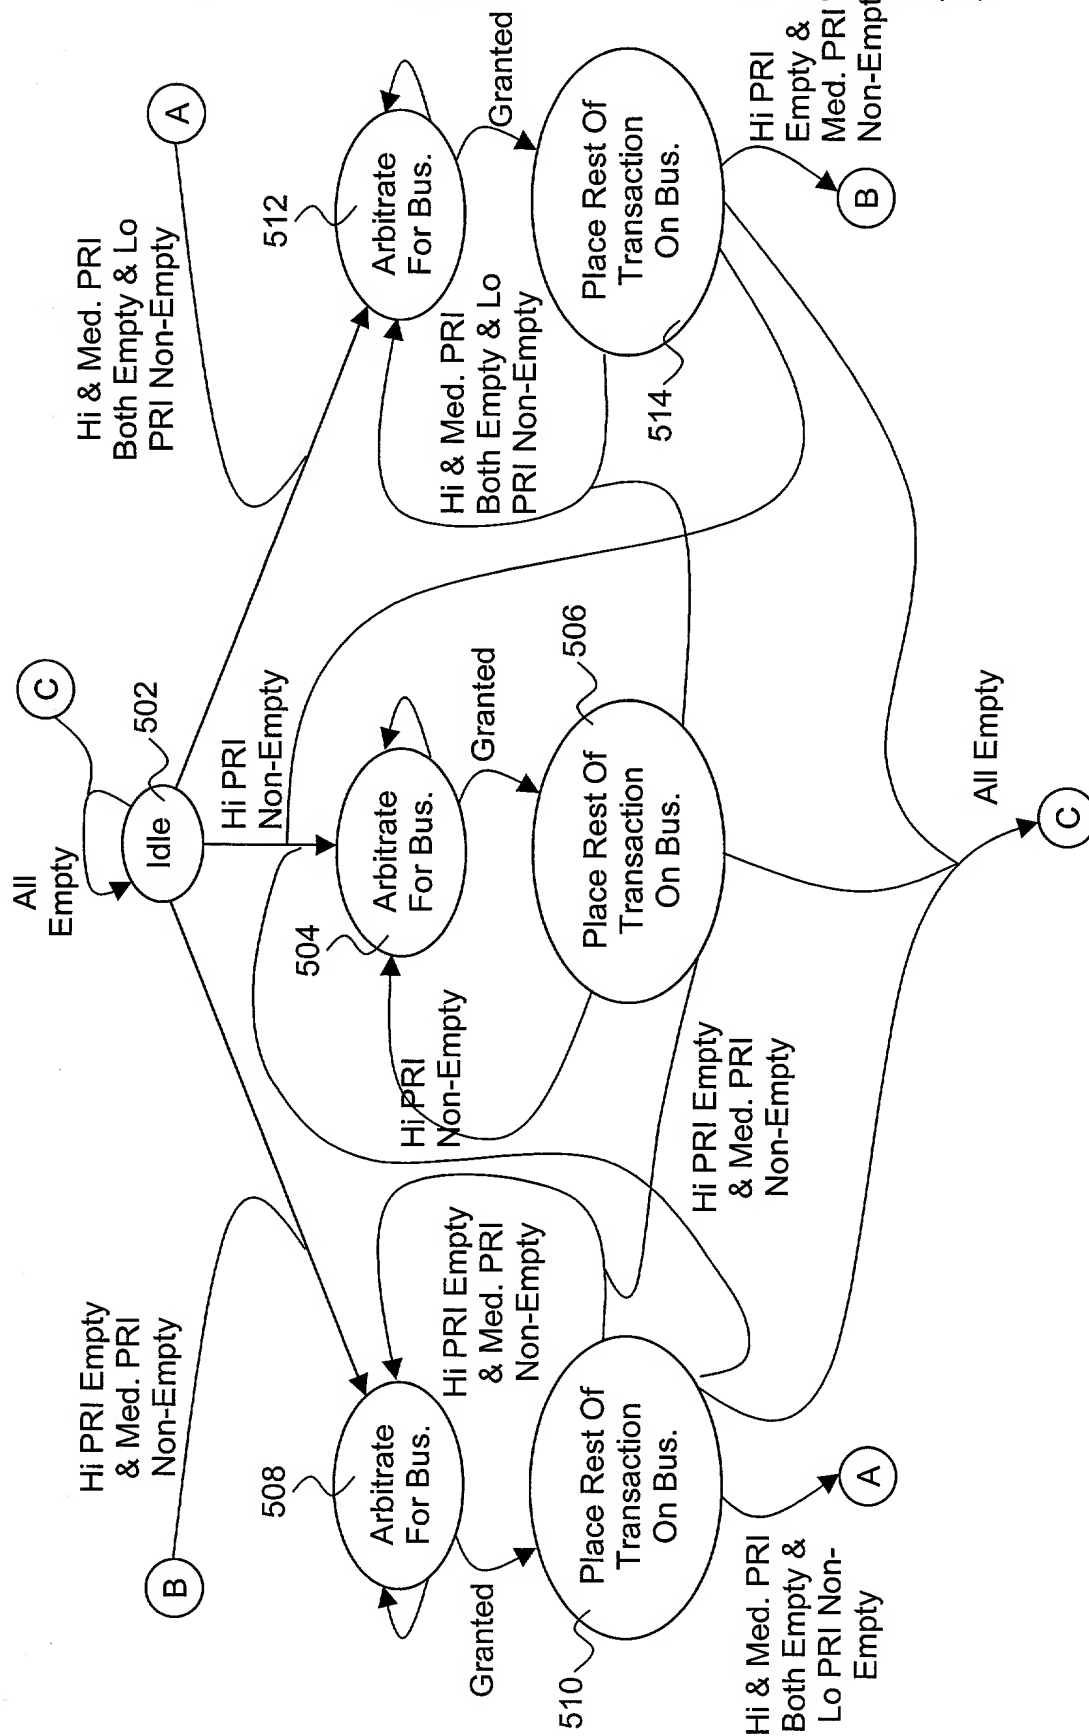 All
Empty
C
502
Idle
B
Hi PRI Empty
& Med. PRI
Non-Empty
Hi PRI
Non-Empty
Hi & Med. PRI
Both Empty & Lo
PRI Non-Empty
A
508
Arbitrate
For Bus.
504
Arbitrate
For Bus.
512
Arbitrate
For Bus.
Granted
Hi PRI Empty
& Med. PRI
Non-Empty
Hi PRI
Non-Empty
Granted
Hi & Med. PRI
Both Empty & Lo
PRI Non-Empty
Granted
510
Place Rest Of
Transaction
On Bus.
506
Place Rest Of
Transaction
On Bus.
514
Place Rest Of
Transaction
On Bus.
Hi & Med. PRI
Both Empty &
Lo PRI Non-
Empty
A
Hi PRI Empty
& Med. PRI
Non-Empty
Hi PRI
Empty &
Med. PRI
Non-Empt
B
All Empty
C